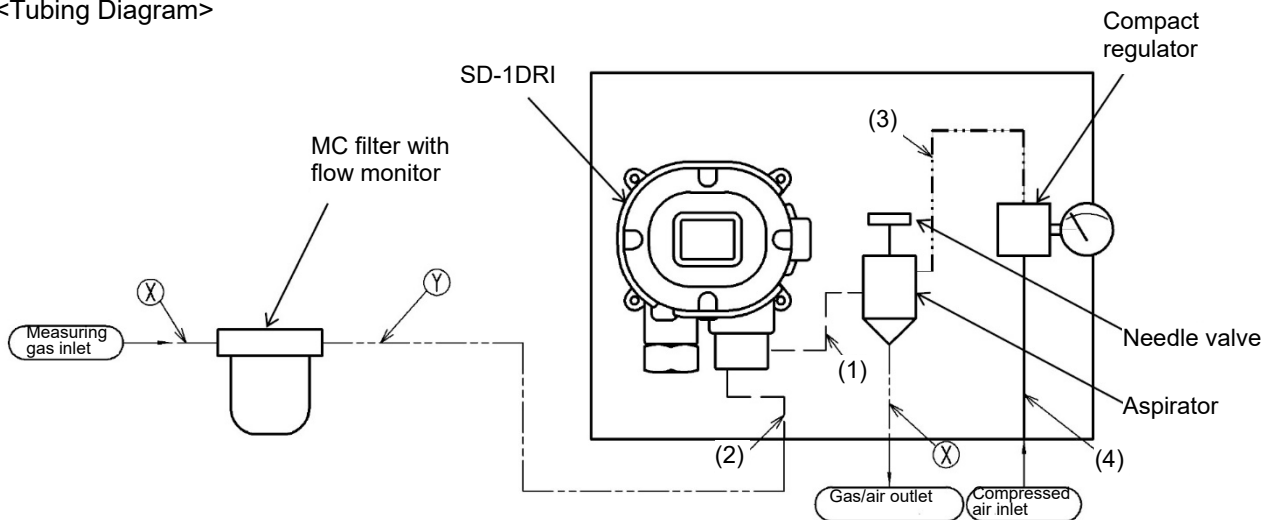 <Tubing Diagram>
Compact
regulator
SD-1DRI
(3)
MC filter with
flow monitor
X
Y
Measuring
gas inlet
Needle valve
(1)
Aspirator
(2)
X
(4)
Gas/air outlet
Compressed
air inlet